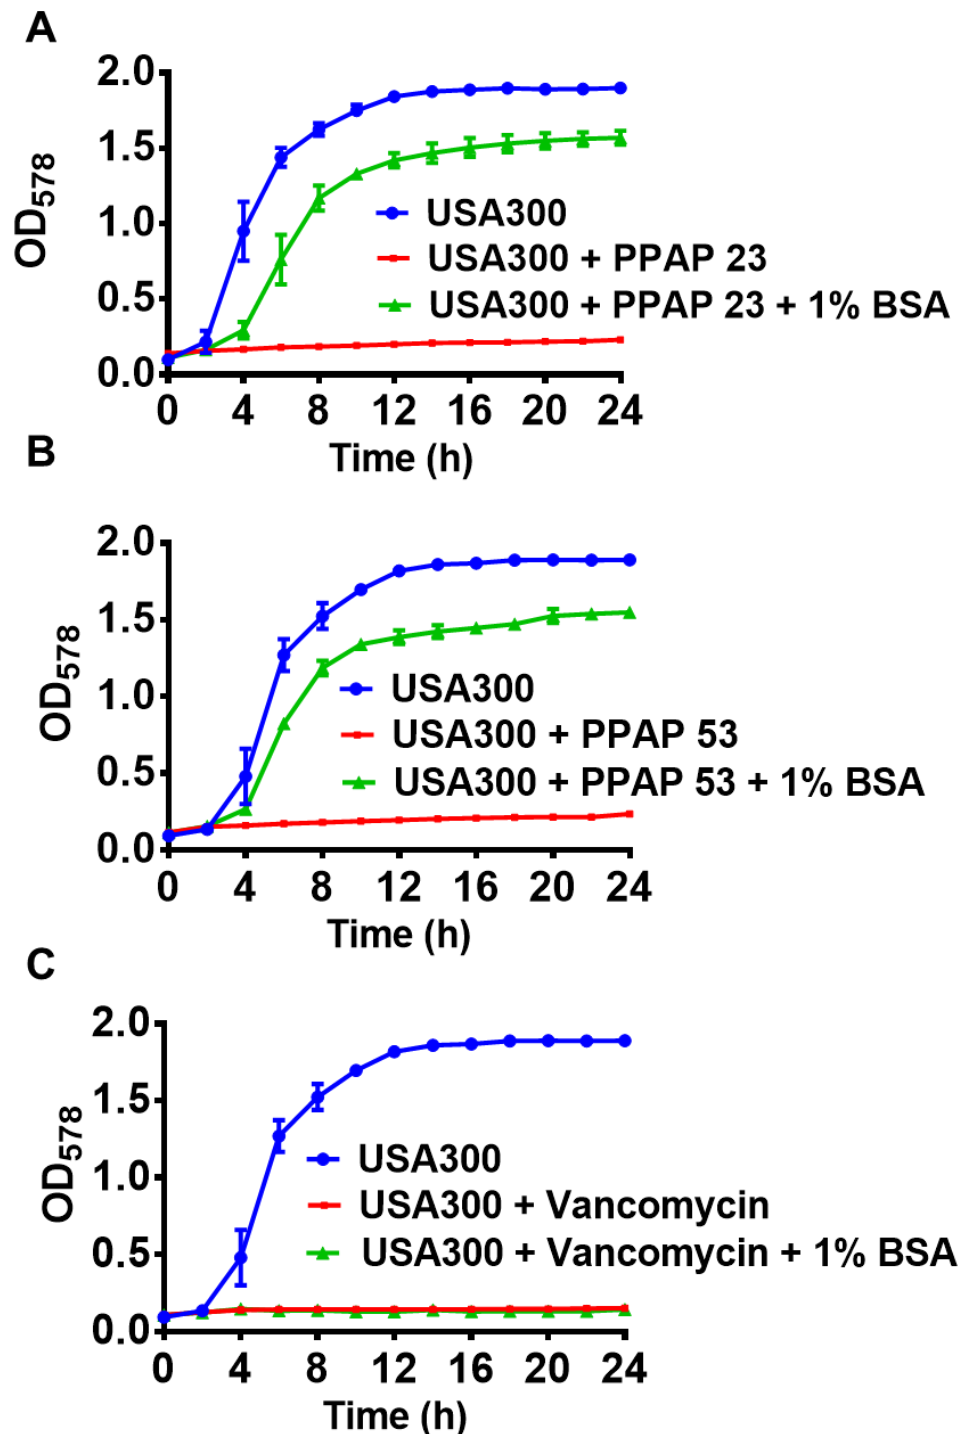 A
2.0
1.5
1.0
0.5
0.0
OD578
USA300
USA300 + PPAP 23
USA300 + PPAP 23 + 1% BSA
0 4 8 12 16 20 24
Time (h)
B
2.0
1.5
1.0
0.5
0.0
OD578
USA300
USA300 + PPAP 53
USA300 + PPAP 53 + 1% BSA
0 4 8 12 16 20 24
Time (h)
C
2.0
1.5
1.0
0.5
0.0
OD578
USA300
USA300 + Vancomycin
USA300 + Vancomycin + 1% BSA
0 4 8 12 16 20 24
Time (h)